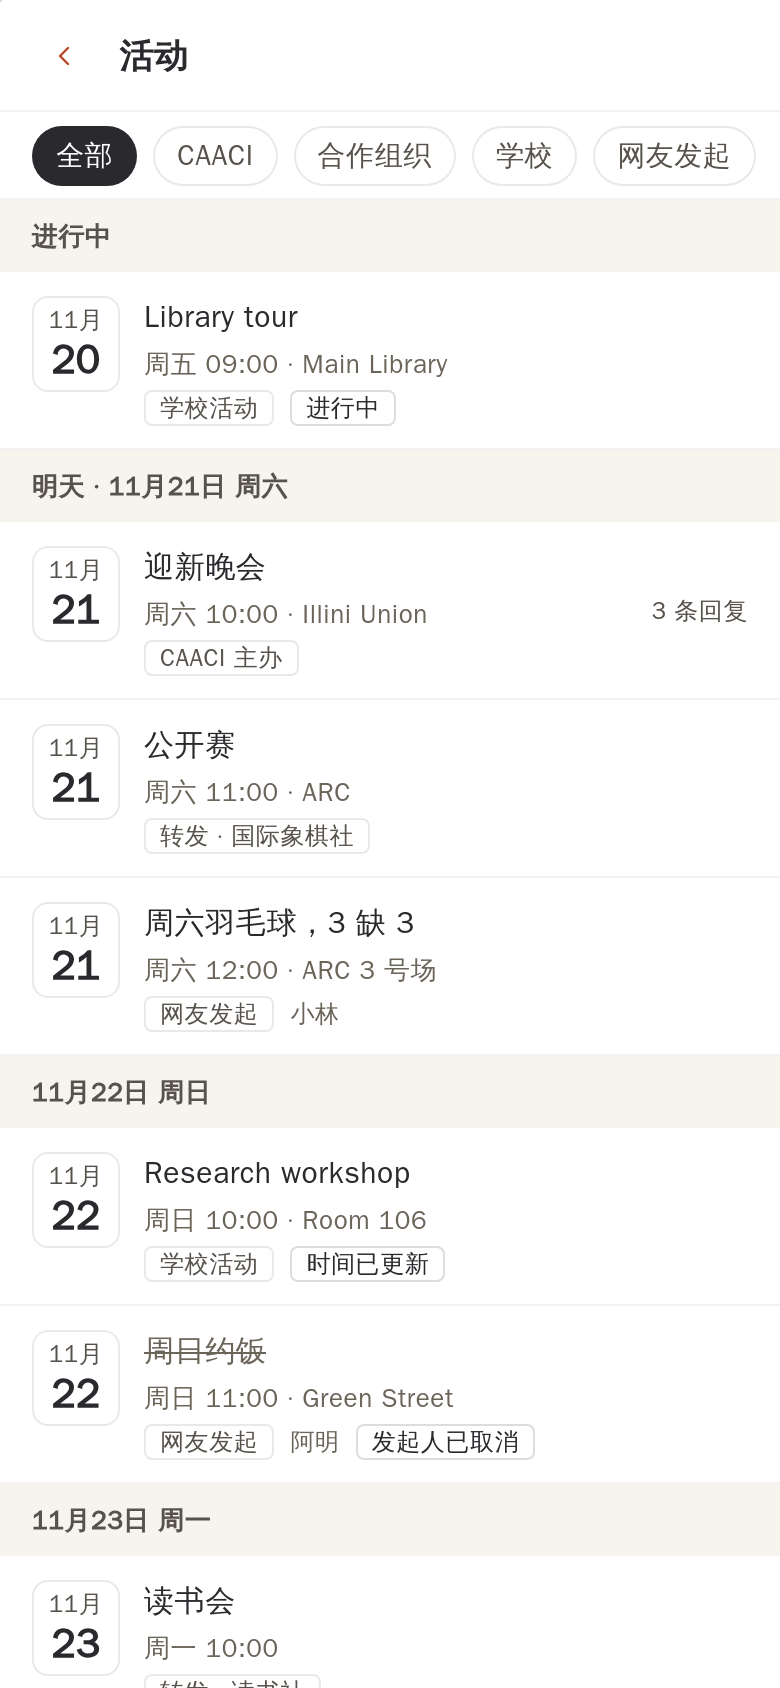 活动
全部 CAACI 合作组织 学校 网友发起
进行中
11月
20
Library tour
周五 09:00 · Main Library
学校活动 进行中
明天 · 11月21日 周六
11月
21
迎新晚会
周六 10:00 · Illini Union
CAACI 主办
3 条回复
11月
21
公开赛
周六 11:00 · ARC
转发 · 国际象棋社
11月
21
周六羽毛球，3 缺 3
周六 12:00 · ARC 3 号场
网友发起 小林
11月22日 周日
11月
22
Research workshop
周日 10:00 · Room 106
学校活动 时间已更新
11月
22
周日约饭
周日 11:00 · Green Street
网友发起 阿明 发起人已取消
11月23日 周一
11月
23
读书会
周一 10:00
转发 · 读书社